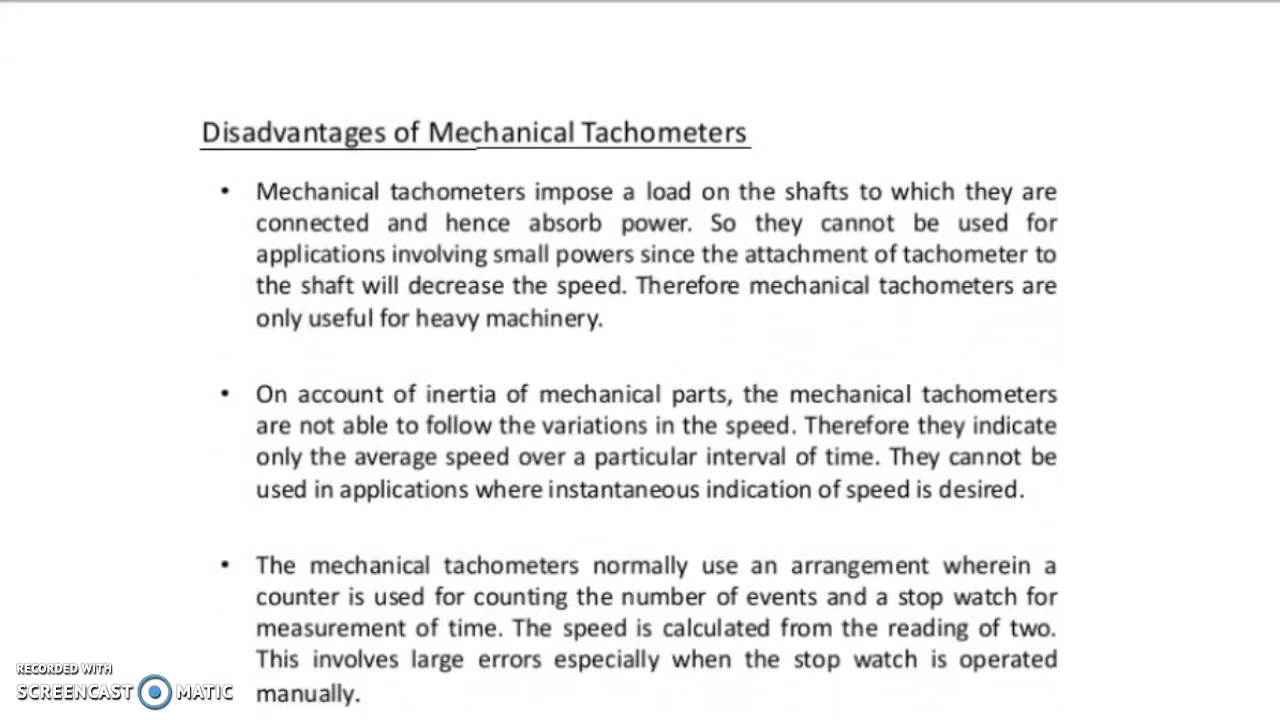 Disadvantages of Mechanical Tachometers
• Mechanical tachometers impose a load on the shafts to which they are
connected and hence absorb power. So they cannot be used for
applications involving small powers since the attachment of tachometer to
the shaft will decrease the speed. Therefore mechanical tachometers are
only useful for heavy machinery.
• On account of inertia of mechanical parts, the mechanical tachometers
are not able to follow the variations in the speed. Therefore they indicate
only the average speed over a particular interval of time. They cannot be
used in applications where instantaneous indication of speed is desired.
• The mechanical tachometers normally use an arrangement wherein a
counter is used for counting the number of events and a stop watch for
measurement of time. The speed is calculated from the reading of two.
This involves large errors especially when the stop watch is operated
manually.
RECORDED WITH
SCREENCAST MATIC